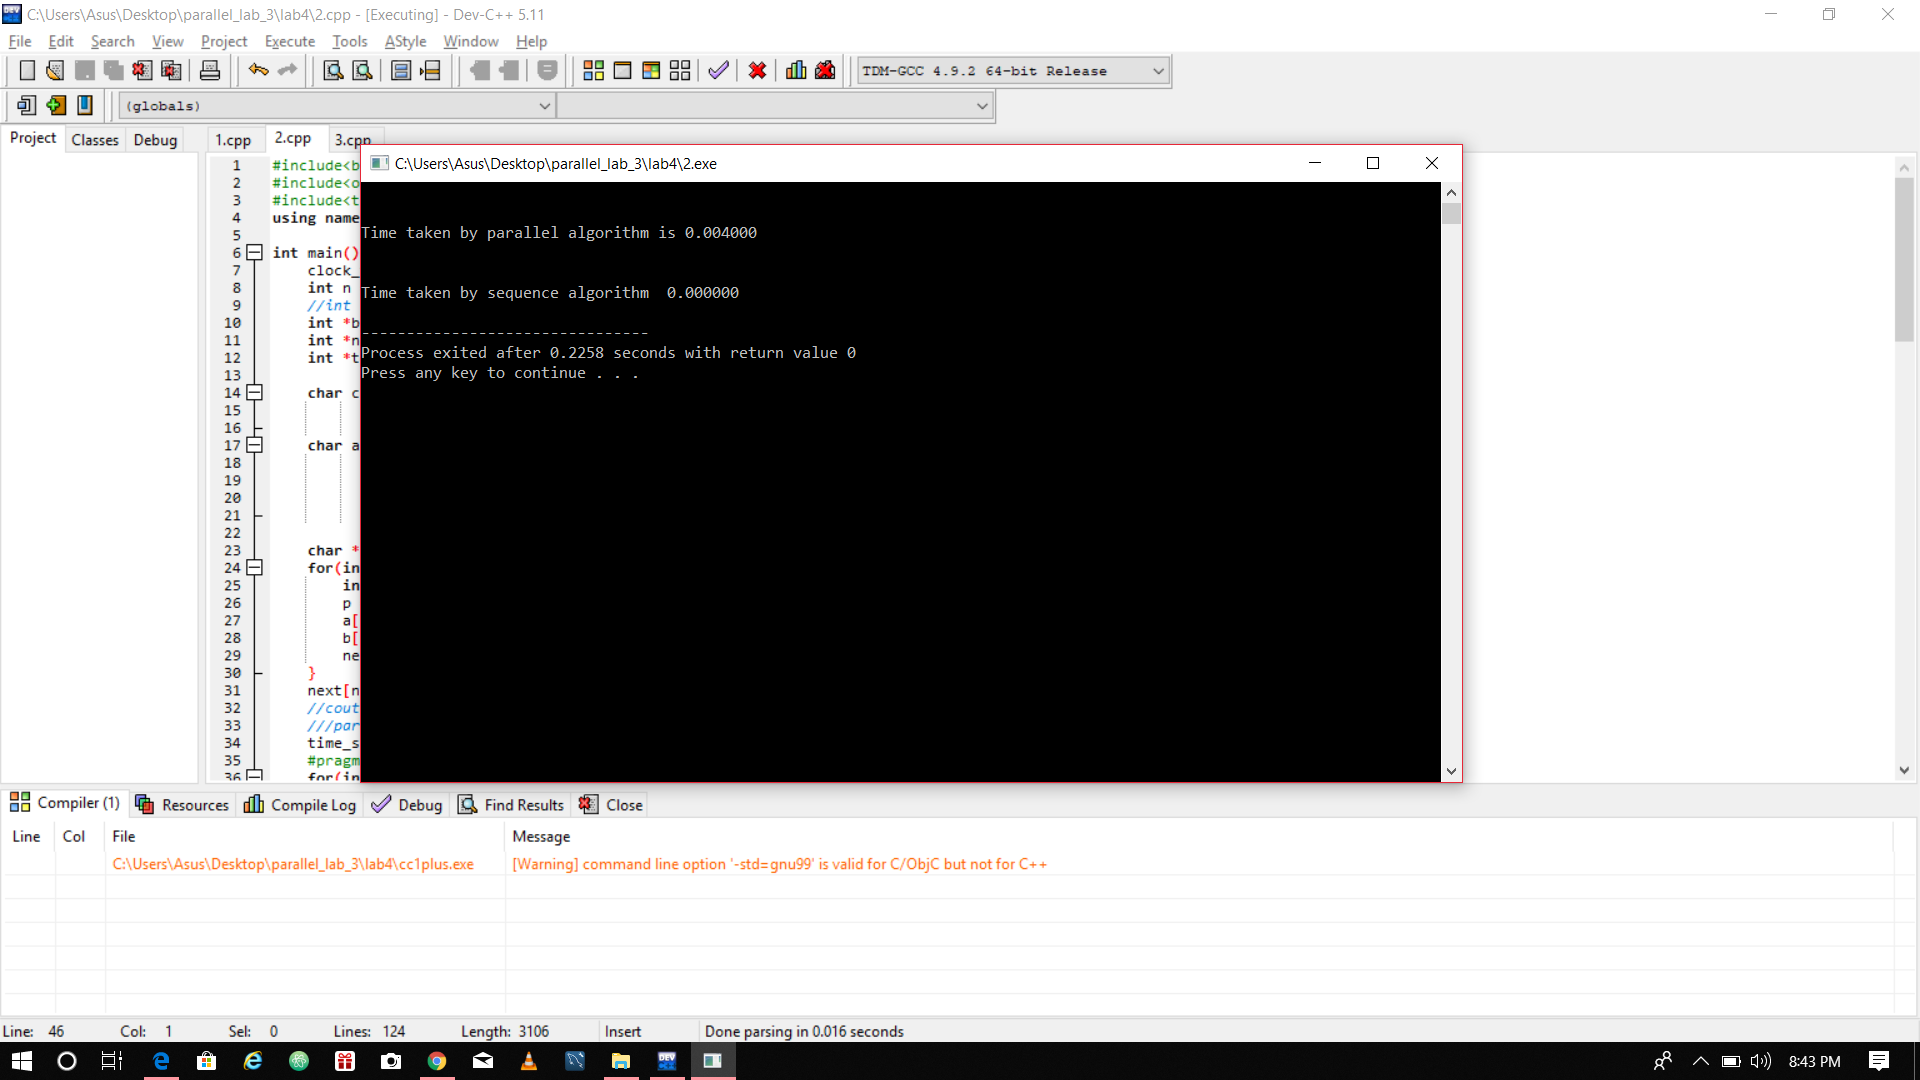 C:\Users\Asus\Desktop\parallel_lab_3\lab4\2.cpp - [Executing] - Dev-C++ 5.11
File Edit Search View Project Execute Tools AStyle Window Help
TDM-GCC 4.9.2 64-bit Release
(globals)
Project Classes Debug 1.cpp 2.cpp 3.cpp
C:\Users\Asus\Desktop\parallel_lab_3\lab4\2.exe
Time taken by parallel algorithm is 0.004000
Time taken by sequence algorithm  0.000000
--------------------------------
Process exited after 0.2258 seconds with return value 0
Press any key to continue . . .
1 #include<b
2 #include<o
3 #include<t
4 using name
5
6 int main()
7 clock_
8 int n
9 //int
10 int *b
11 int *n
12 int *t
13
14 char c
15
16
17 char a
18
19
20
21
22
23 char *
24 for(in
25 in
26 p
27 a[
28 b[
29 ne
30 }
31 next[n
32 //cout
33 ///par
34 time_s
35 #pragm
36 for(in
Compiler (1) Resources Compile Log Debug Find Results Close
Line Col File Message
C:\Users\Asus\Desktop\parallel_lab_3\lab4\cc1plus.exe [Warning] command line option '-std=gnu99' is valid for C/ObjC but not for C++
Line: 46 Col: 1 Sel: 0 Lines: 124 Length: 3106 Insert Done parsing in 0.016 seconds
DEV
8:43 PM